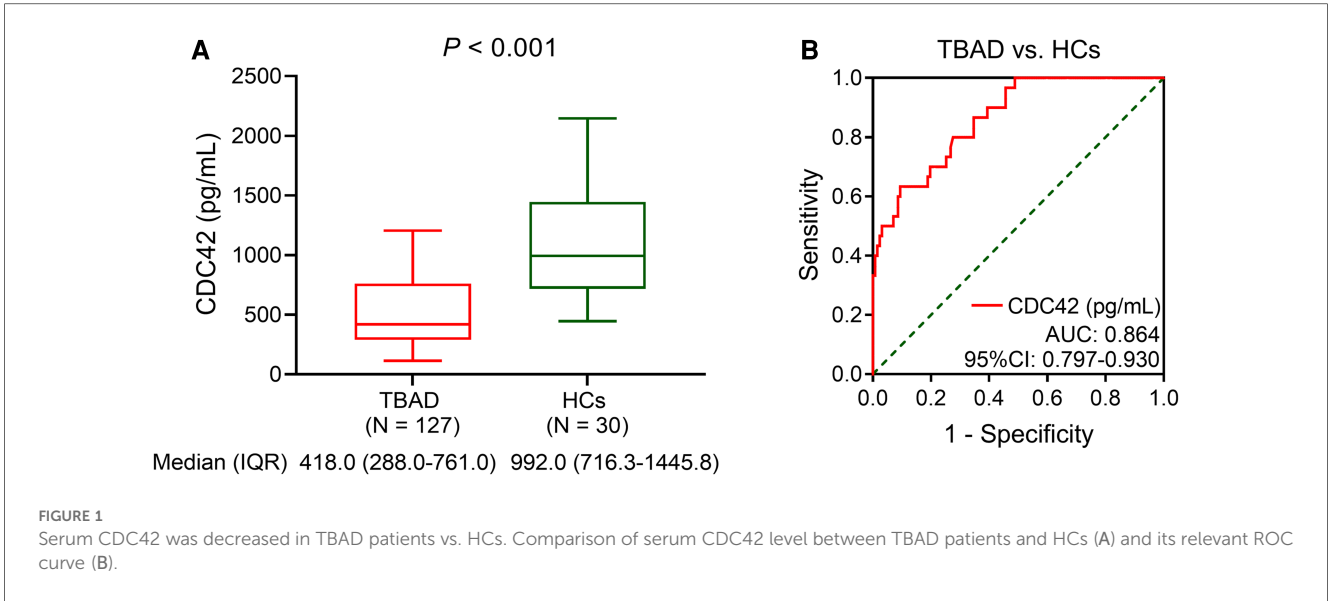 A
P < 0.001
2500
2000
1500
1000
500
0
CDC42 (pg/mL)
TBAD
(N = 127)
HCs
(N = 30)
Median (IQR) 418.0 (288.0-761.0) 992.0 (716.3-1445.8)
B
TBAD vs. HCs
1.0
0.8
0.6
0.4
0.2
0.0
Sensitivity
CDC42 (pg/mL)
AUC: 0.864
95%CI: 0.797-0.930
0.0 0.2 0.4 0.6 0.8 1.0
1 - Specificity
FIGURE 1
Serum CDC42 was decreased in TBAD patients vs. HCs. Comparison of serum CDC42 level between TBAD patients and HCs (A) and its relevant ROC
curve (B).